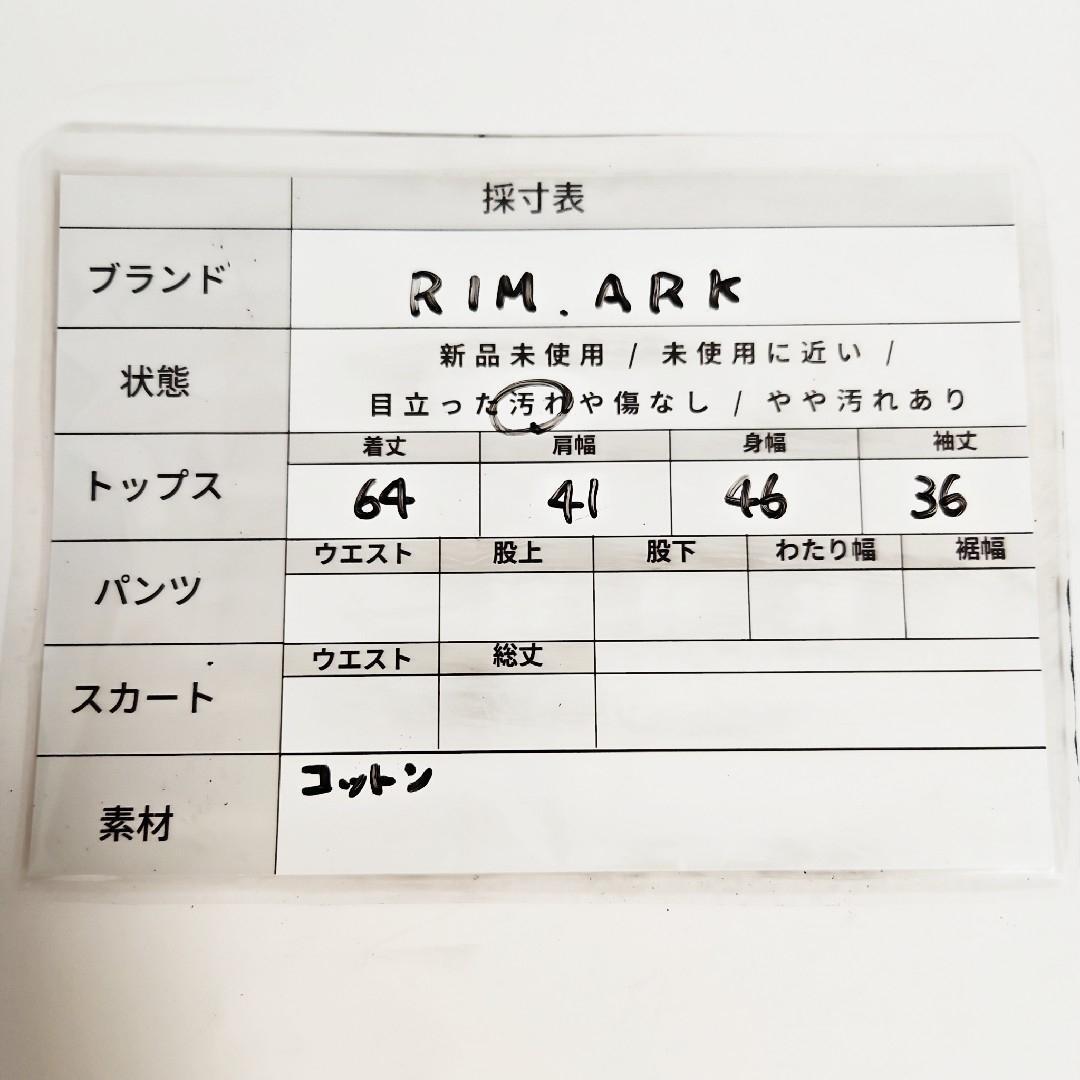 採寸表
ブランド RIM.ARK
状態 新品未使用 / 未使用に近い /
目立った汚れや傷なし / やや汚れあり
トップス 着丈 肩幅 身幅 袖丈
64 41 46 36
パンツ ウエスト 股上 股下 わたり幅 裾幅
スカート ウエスト 総丈
素材 コットン